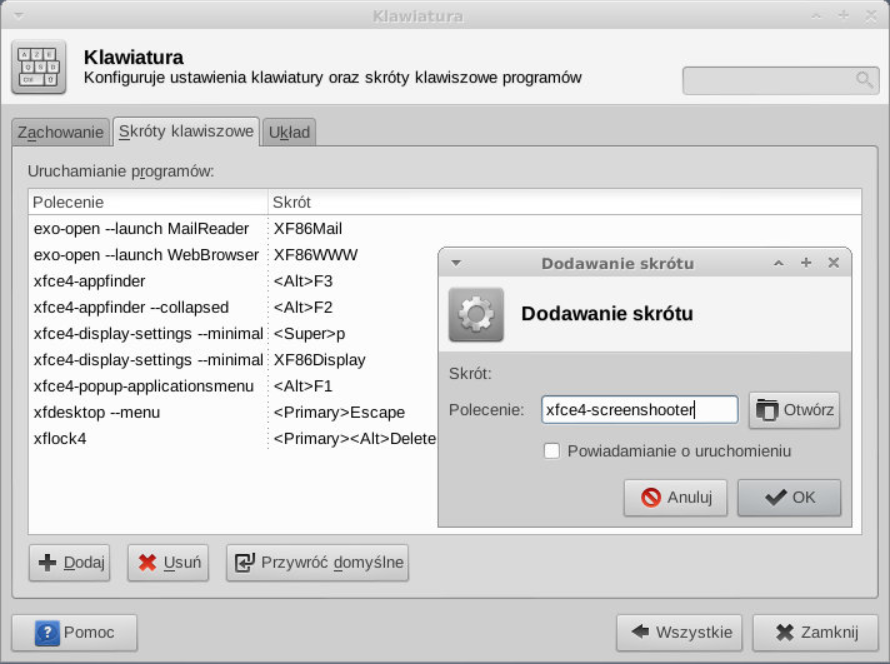 Klawiatura
Klawiatura
Konfiguruje ustawienia klawiatury oraz skróty klawiszowe programów
Zachowanie Skróty klawiszowe Układ
Uruchamianie programów:
Polecenie Skrót
exo-open --launch MailReader XF86Mail
exo-open --launch WebBrowser XF86WWW
xfce4-appfinder <Alt>F3
xfce4-appfinder --collapsed <Alt>F2
xfce4-display-settings --minimal <Super>p
xfce4-display-settings --minimal XF86Display
xfce4-popup-applicationsmenu <Alt>F1
xfdesktop --menu <Primary>Escape
xflock4 <Primary><Alt>Delete
Dodawanie skrótu
Dodawanie skrótu
Skrót:
Polecenie: xfce4-screenshooter Otwórz
Powiadamianie o uruchomieniu
Anuluj OK
Dodaj Usuń Przywróć domyślne
Pomoc Wszystkie Zamknij